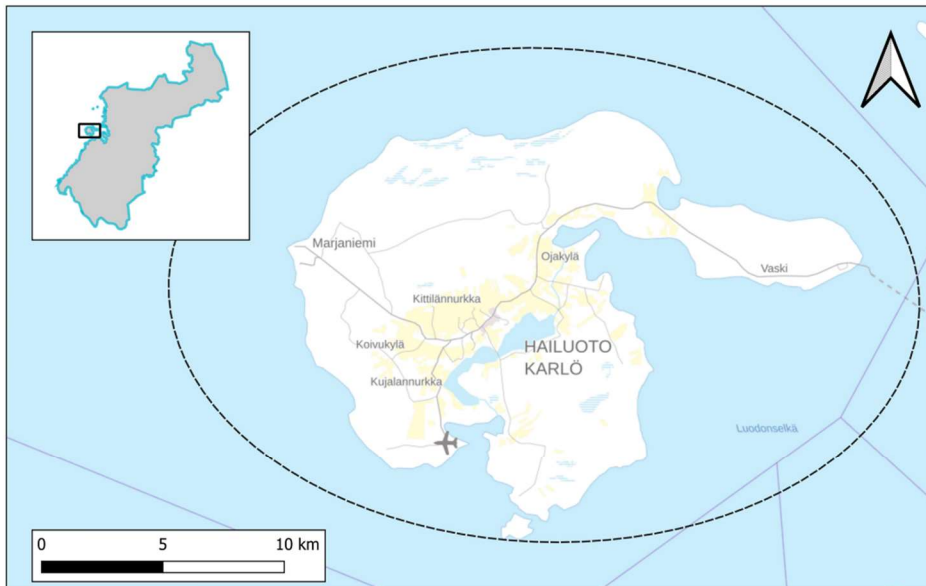 Marjaniemi
Ojakylä
Vaski
Kittilännurkka
Koivukylä
HAILUOTO
KARLÖ
Kujalannurkka
Luodonselkä
0 5 10 km